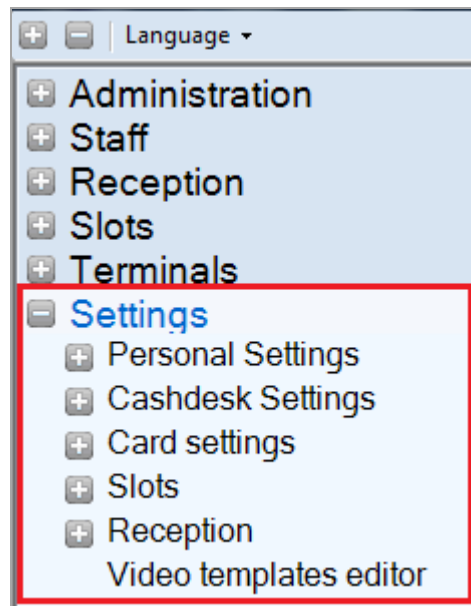 Language
Administration
Staff
Reception
Slots
Terminals
Settings
Personal Settings
Cashdesk Settings
Card settings
Slots
Reception
Video templates editor